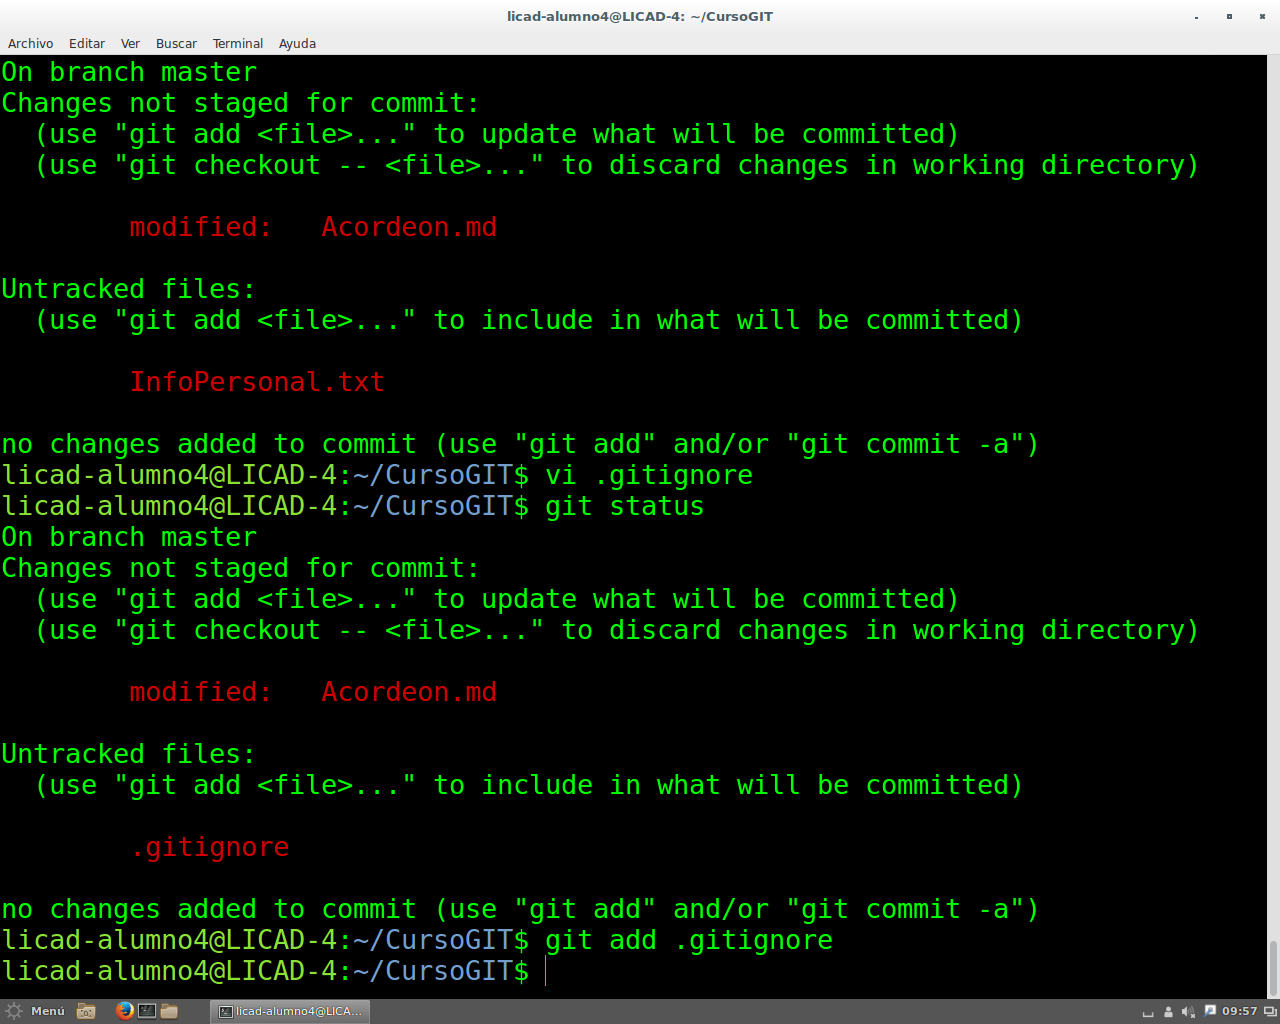 licad-alumno4@LICAD-4: ~/CursoGIT
Archivo Editar Ver Buscar Terminal Ayuda
On branch master
Changes not staged for commit:
  (use "git add <file>..." to update what will be committed)
  (use "git checkout -- <file>..." to discard changes in working directory)
modified:   Acordeon.md
Untracked files:
  (use "git add <file>..." to include in what will be committed)
InfoPersonal.txt
no changes added to commit (use "git add" and/or "git commit -a")
licad-alumno4@LICAD-4:~/CursoGIT$ vi .gitignore
licad-alumno4@LICAD-4:~/CursoGIT$ git status
On branch master
Changes not staged for commit:
  (use "git add <file>..." to update what will be committed)
  (use "git checkout -- <file>..." to discard changes in working directory)
modified:   Acordeon.md
Untracked files:
  (use "git add <file>..." to include in what will be committed)
.gitignore
no changes added to commit (use "git add" and/or "git commit -a")
licad-alumno4@LICAD-4:~/CursoGIT$ git add .gitignore
licad-alumno4@LICAD-4:~/CursoGIT$
Menú licad-alumno4@LICA... 09:57